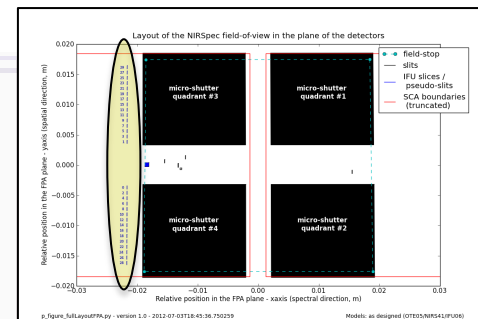 Layout of the NIRSpec field-of-view in the plane of the detectors
field-stop
slits
IFU slices /
pseudo-slits
SCA boundaries
(truncated)
micro-shutter
quadrant #3
micro-shutter
quadrant #1
micro-shutter
quadrant #4
micro-shutter
quadrant #2
Relative position in the FPA plane - yaxis (spatial direction, m)
0.020
0.015
0.010
0.005
0.000
−0.005
−0.010
−0.015
−0.020
−0.03
−0.02
−0.01
0.00
0.01
0.02
0.03
Relative position in the FPA plane - xaxis (spectral direction, m)
p_figure_fullLayoutFPA.py - version 1.0 - 2012-07-03T18:45:36.750259
Models: as designed (OTE05/NIRS41/IFU06)